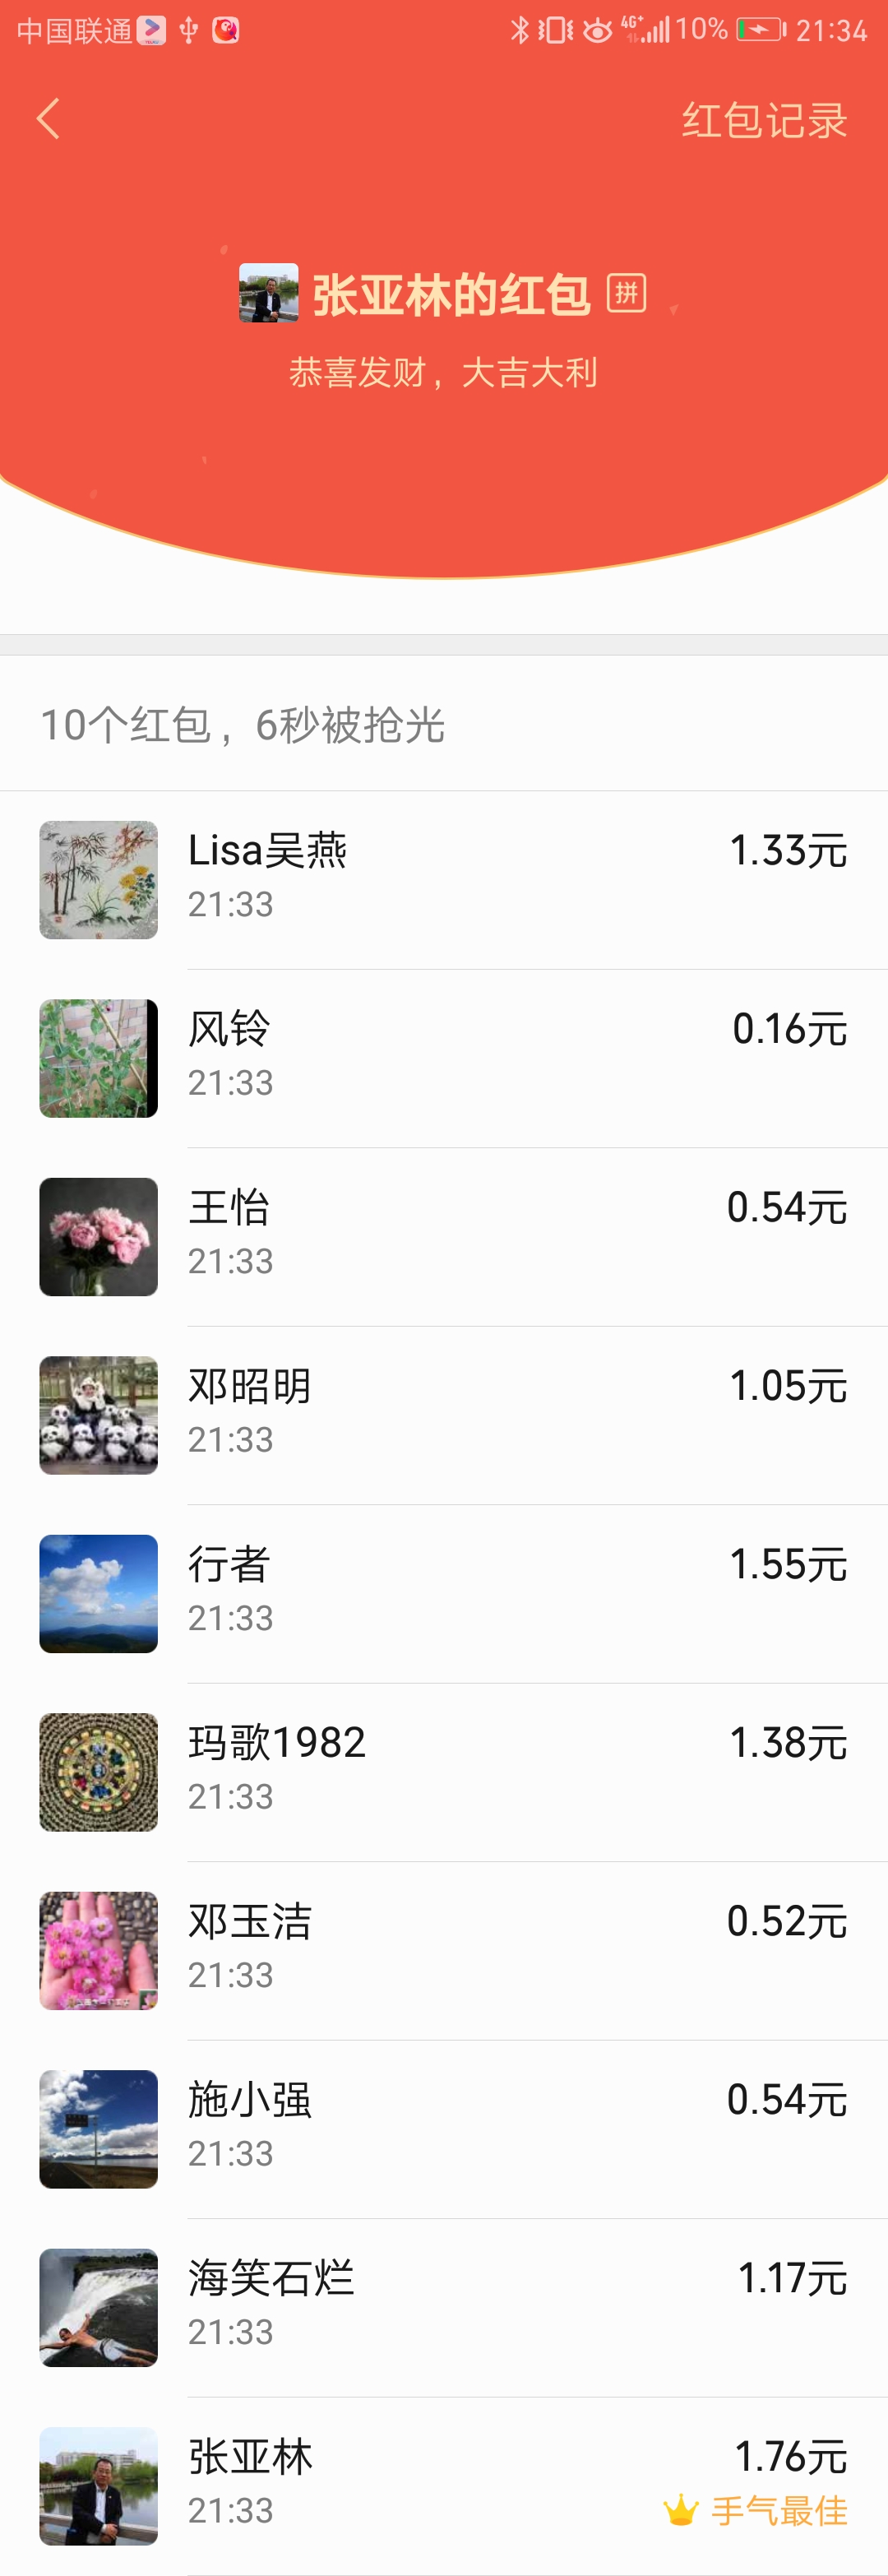 中国联通 4G+ 10% 21:34
红包记录
张亚林的红包 拼
恭喜发财，大吉大利
10个红包，6秒被抢光
Lisa吴燕 1.33元
21:33
风铃 0.16元
21:33
王怡 0.54元
21:33
邓昭明 1.05元
21:33
行者 1.55元
21:33
玛歌1982 1.38元
21:33
邓玉洁 0.52元
21:33
施小强 0.54元
21:33
海笑石烂 1.17元
21:33
张亚林 1.76元
21:33 手气最佳